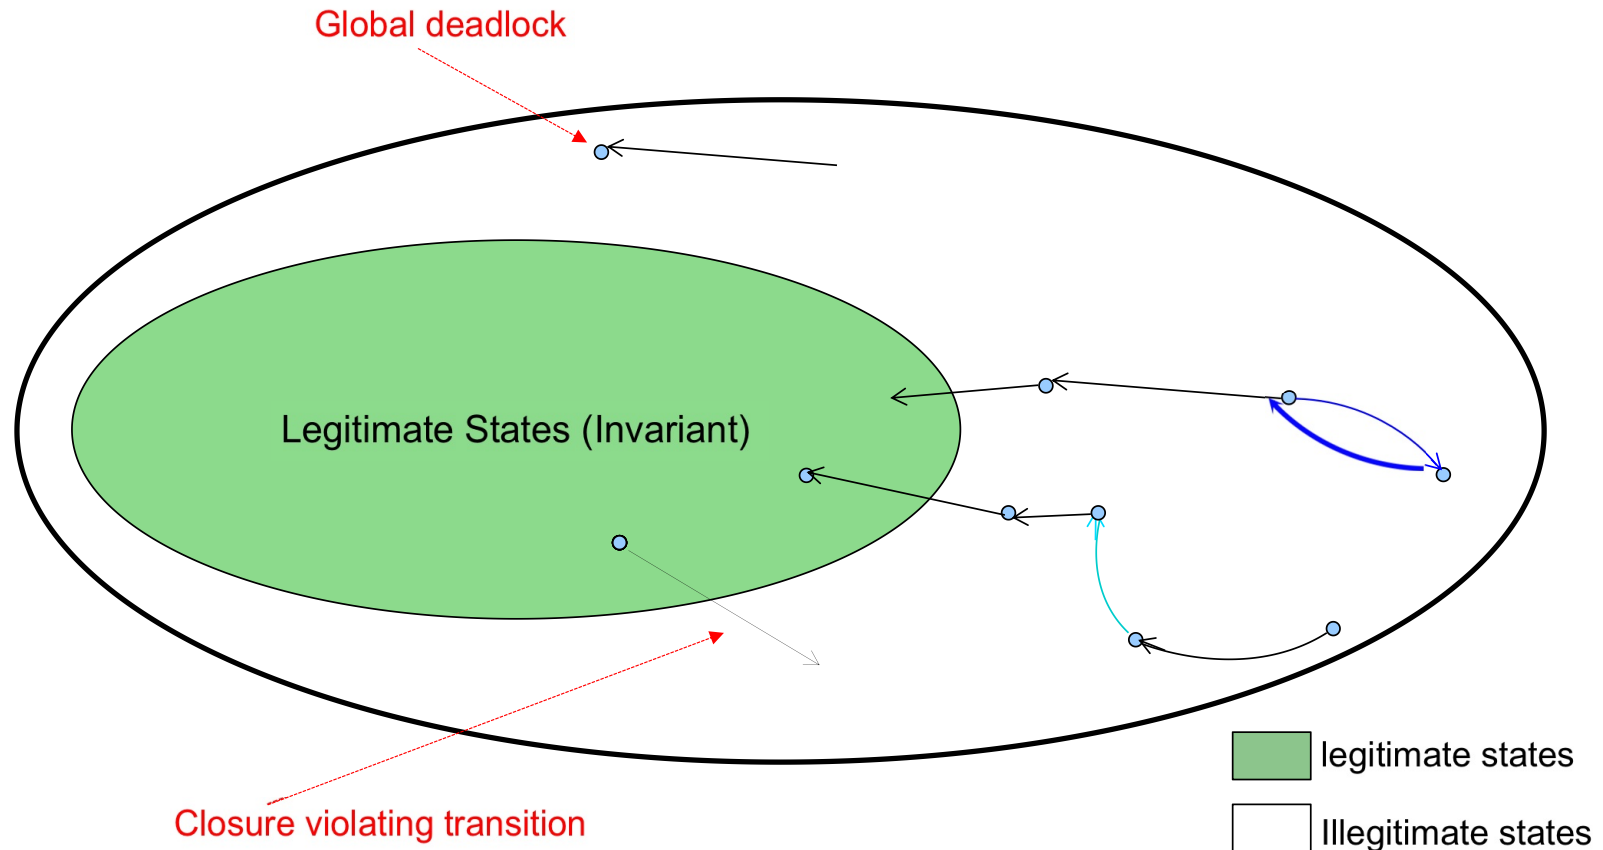 Global deadlock
Legitimate States (Invariant)
Closure violating transition
legitimate states
Illegitimate states